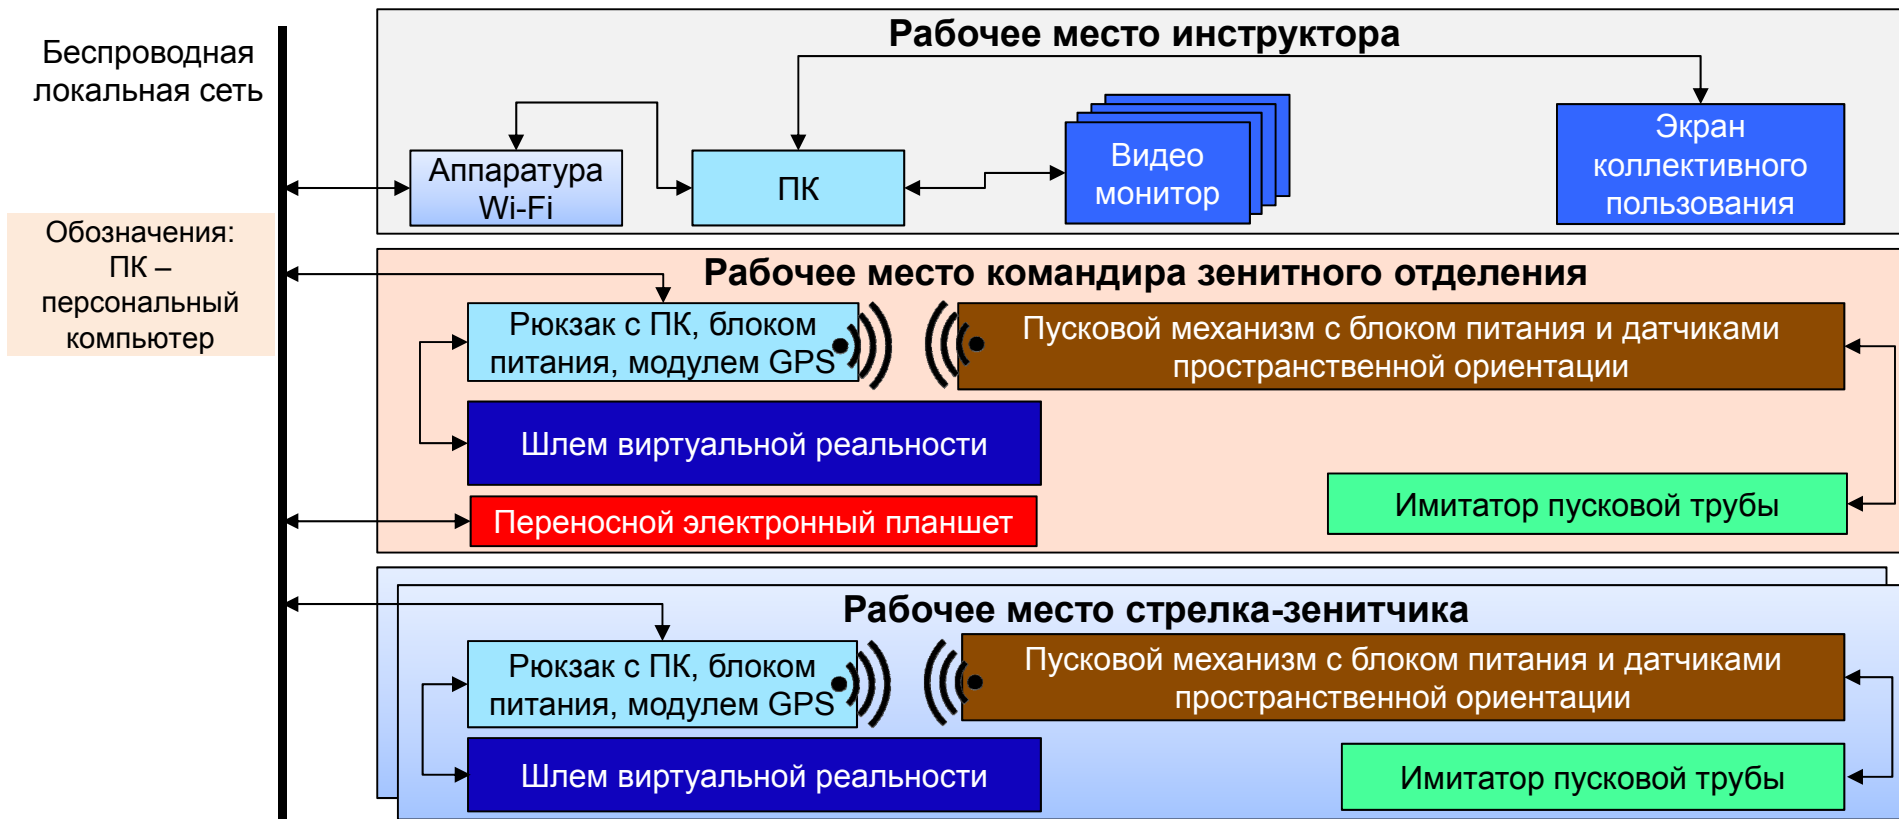 Беспроводная
локальная сеть
Обозначения:
ПК –
персональный
компьютер
Рабочее место инструктора
Аппаратура
Wi-Fi
ПК
Видео
монитор
Экран
коллективного
пользования
Рабочее место командира зенитного отделения
Рюкзак с ПК, блоком
питания, модулем GPS
Пусковой механизм с блоком питания и датчиками
пространственной ориентации
Шлем виртуальной реальности
Переносной электронный планшет
Имитатор пусковой трубы
Рабочее место стрелка-зенитчика
Рюкзак с ПК, блоком
питания, модулем GPS
Пусковой механизм с блоком питания и датчиками
пространственной ориентации
Шлем виртуальной реальности
Имитатор пусковой трубы